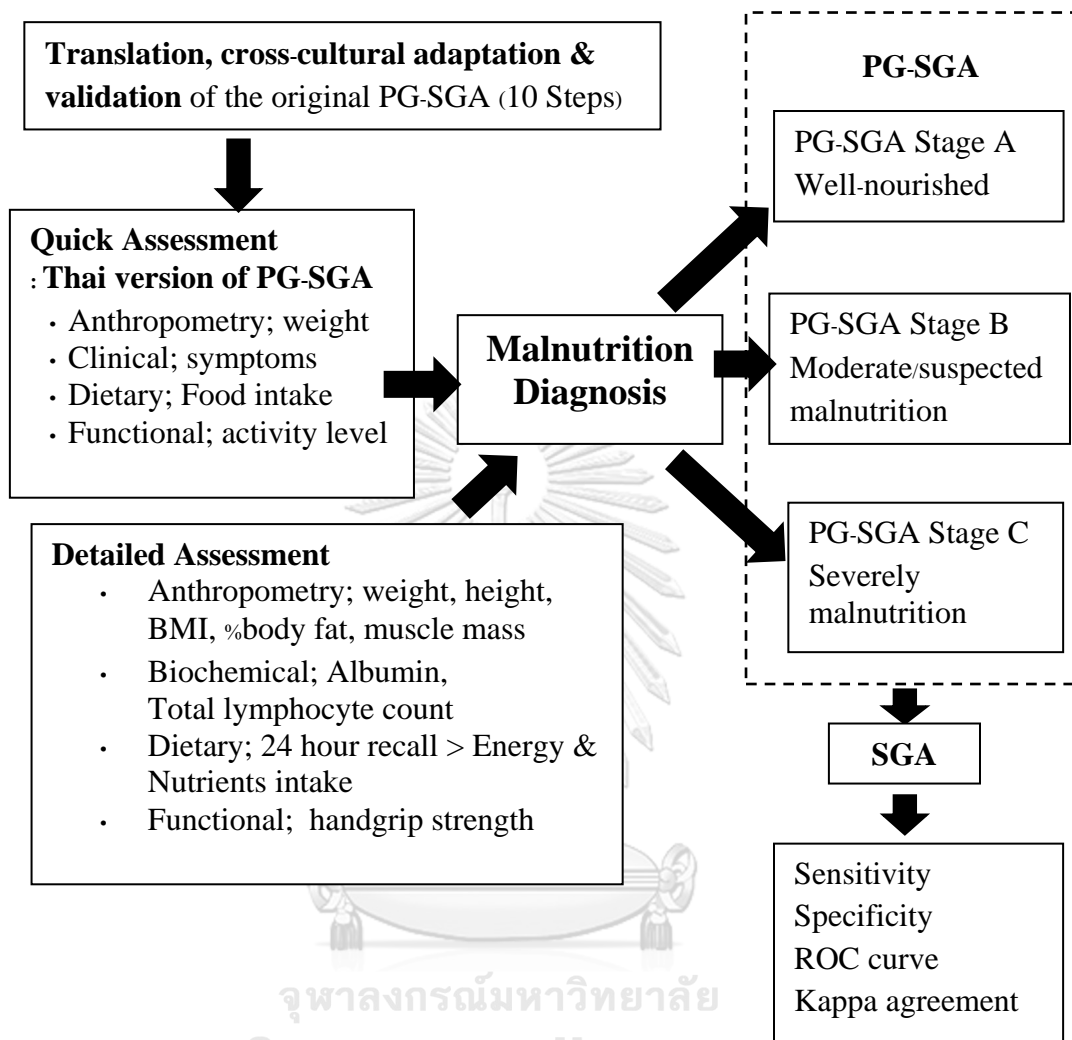 Translation, cross-cultural adaptation &
validation of the original PG-SGA (10 Steps)
Quick Assessment
: Thai version of PG-SGA
· Anthropometry; weight
· Clinical; symptoms
· Dietary; Food intake
· Functional; activity level
Detailed Assessment
· Anthropometry; weight, height,
BMI, %body fat, muscle mass
· Biochemical; Albumin,
Total lymphocyte count
· Dietary; 24 hour recall > Energy &
Nutrients intake
· Functional; handgrip strength
Malnutrition
Diagnosis
PG-SGA
PG-SGA Stage A
Well-nourished
PG-SGA Stage B
Moderate/suspected
malnutrition
PG-SGA Stage C
Severely
malnutrition
SGA
Sensitivity
Specificity
ROC curve
Kappa agreement
จุฬาลงกรณ์มหาวิทยาลัย